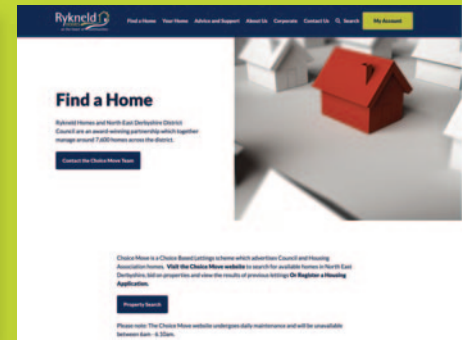 Rykneld
Find a Home Your Home Advice and Support About Us Corporate Contact Us Search My Account
Find a Home
Rykneld Homes and North East Derbyshire District
Council are an award-winning partnership which together
manage around 7,600 homes across the district.
Contact the Choice Move Team
Choice Move is a Choice Based Lettings scheme which advertises Council and Housing
Association homes. Visit the Choice Move website to search for available homes in North East
Derbyshire, bid on properties and view the results of previous lettings Or Register a Housing
Application.
Property Search
Please note: The Choice Move website undergoes daily maintenance and will be unavailable
between 6am - 6.10am.